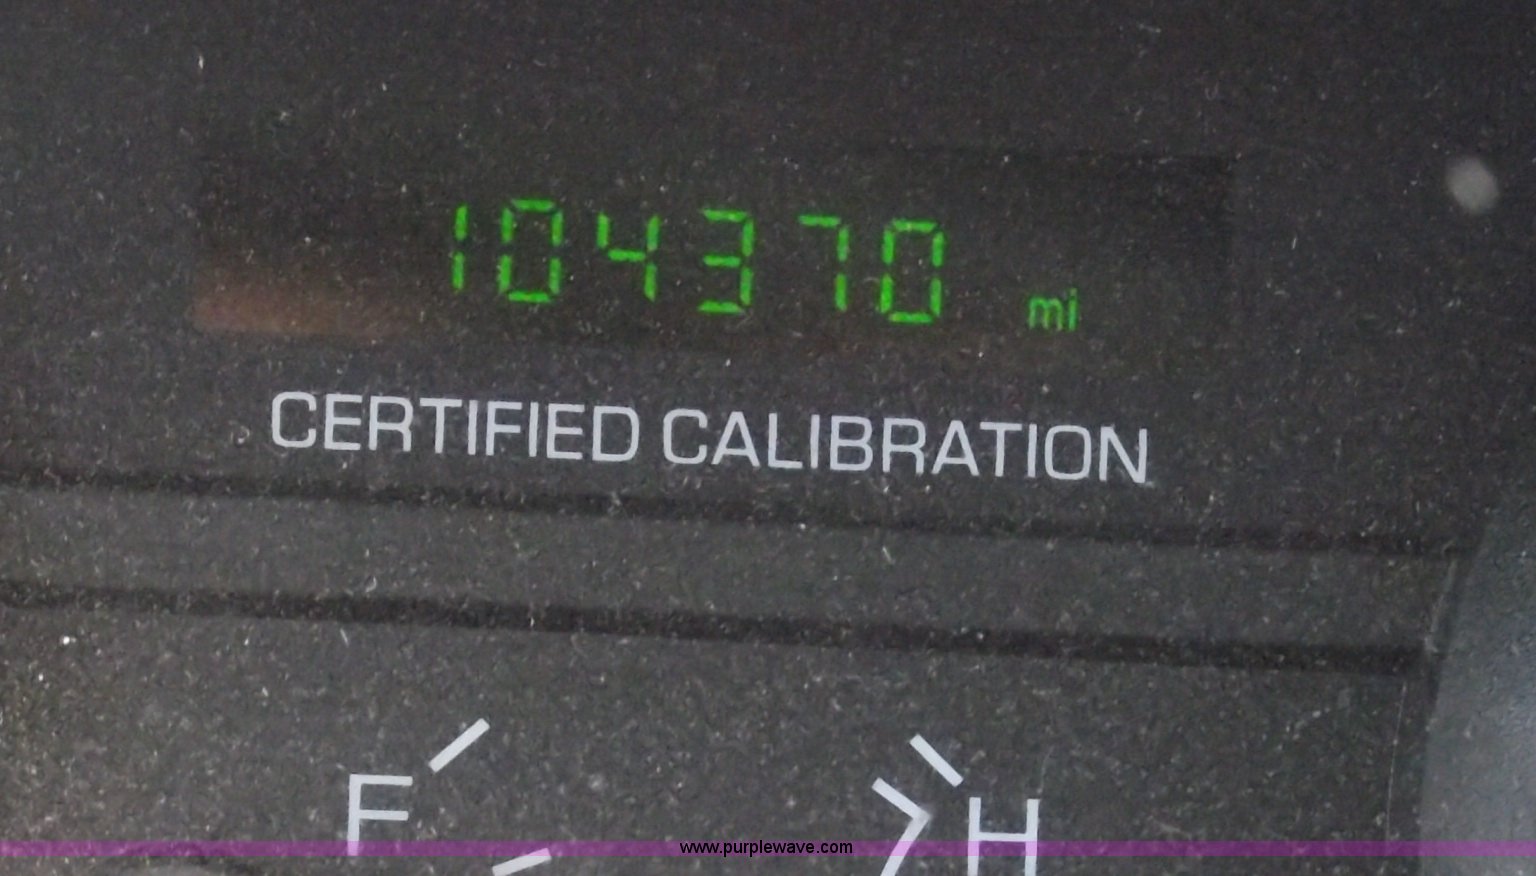 104370 mi
CERTIFIED CALIBRATION
F H
www.purplewave.com